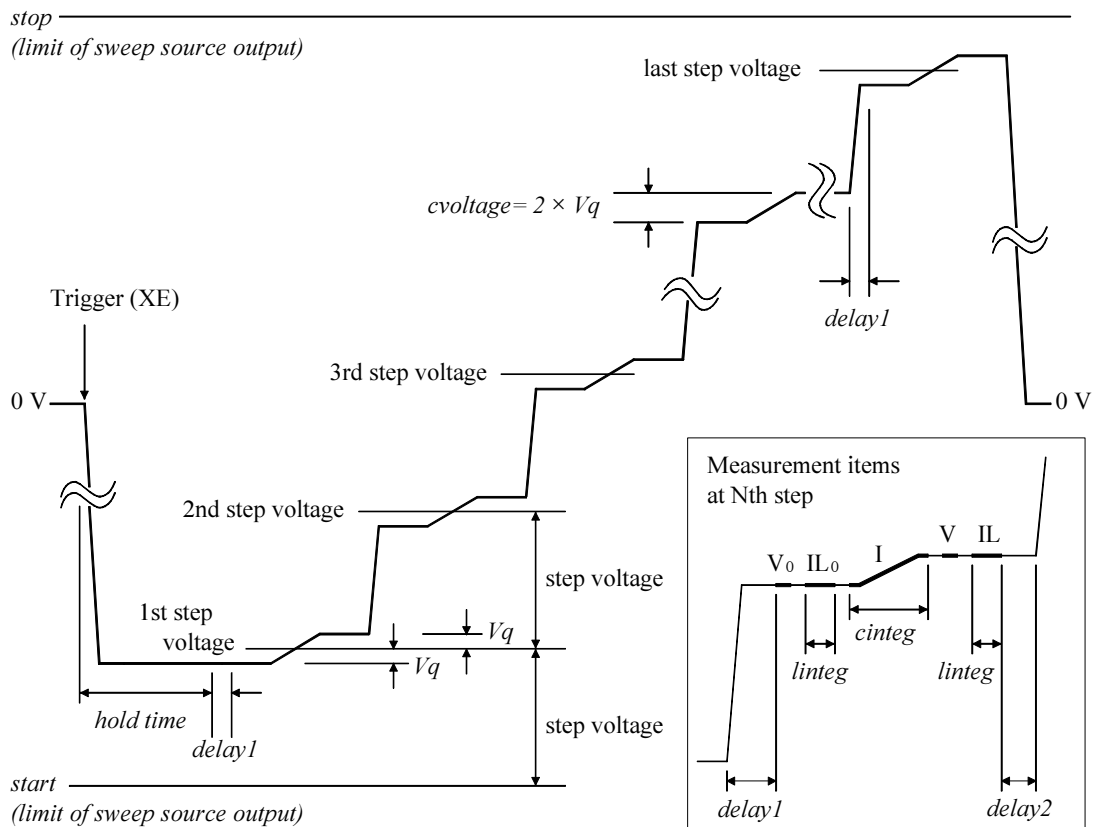 stop
(limit of sweep source output)
last step voltage
cvoltage= 2 × Vq
delay1
Trigger (XE)
3rd step voltage
0 V
0 V
2nd step voltage
step voltage
1st step
voltage
Vq
Vq
hold time
delay1
step voltage
start
(limit of sweep source output)
Measurement items
at Nth step
V0 IL0 I V IL
cinteg
linteg
linteg
delay1
delay2